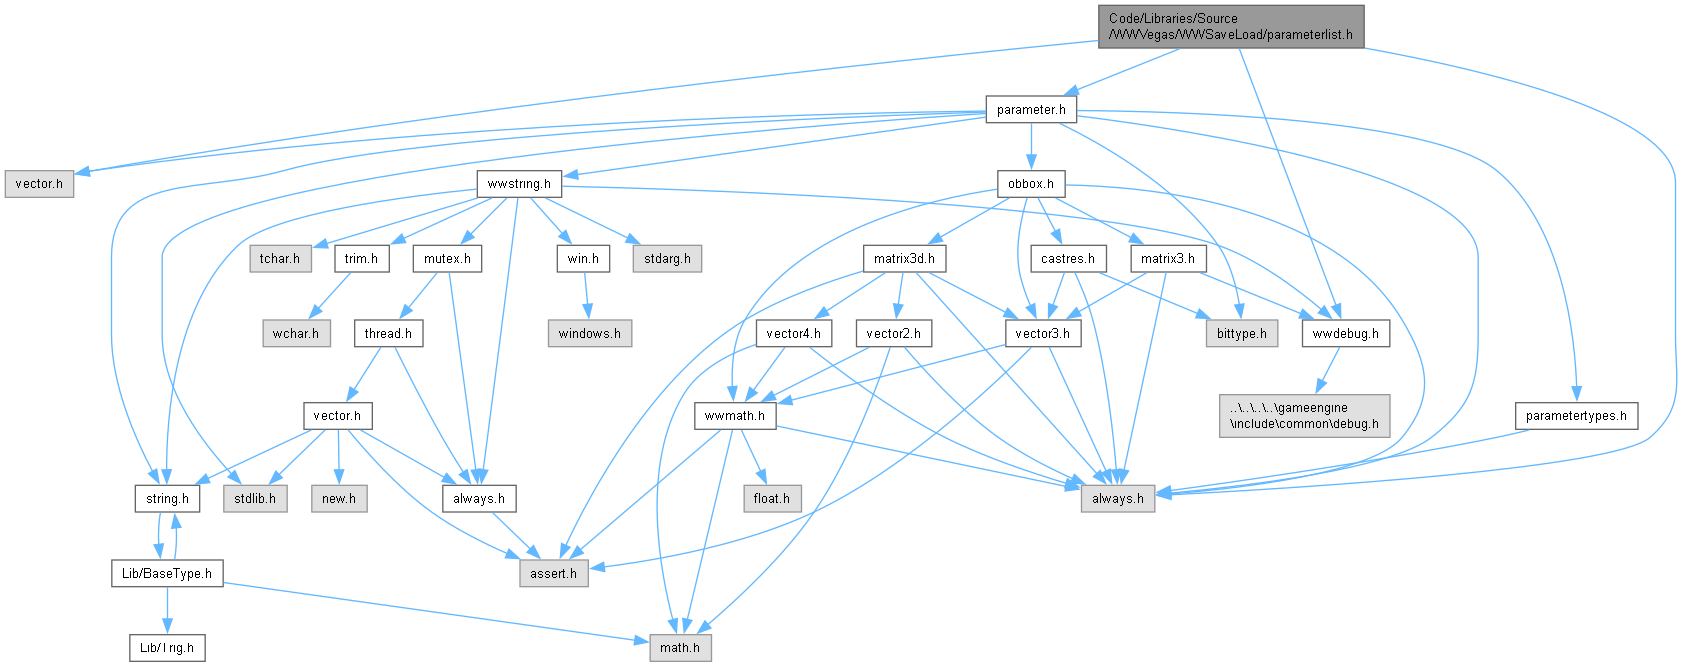 Code/Libraries/Source
/WWVegas/WWSaveLoad/parameterlist.h
parameter.h
vector.h
wwstring.h
obbox.h
tchar.h
trim.h
mutex.h
win.h
stdarg.h
matrix3d.h
castres.h
matrix3.h
wchar.h
thread.h
windows.h
vector4.h
vector2.h
vector3.h
bittype.h
wwdebug.h
vector.h
wwmath.h
..\..\..\..\gameengine
\include\common\debug.h
parametertypes.h
string.h
stdlib.h
new.h
always.h
float.h
always.h
Lib/BaseType.h
assert.h
Lib/Trig.h
math.h